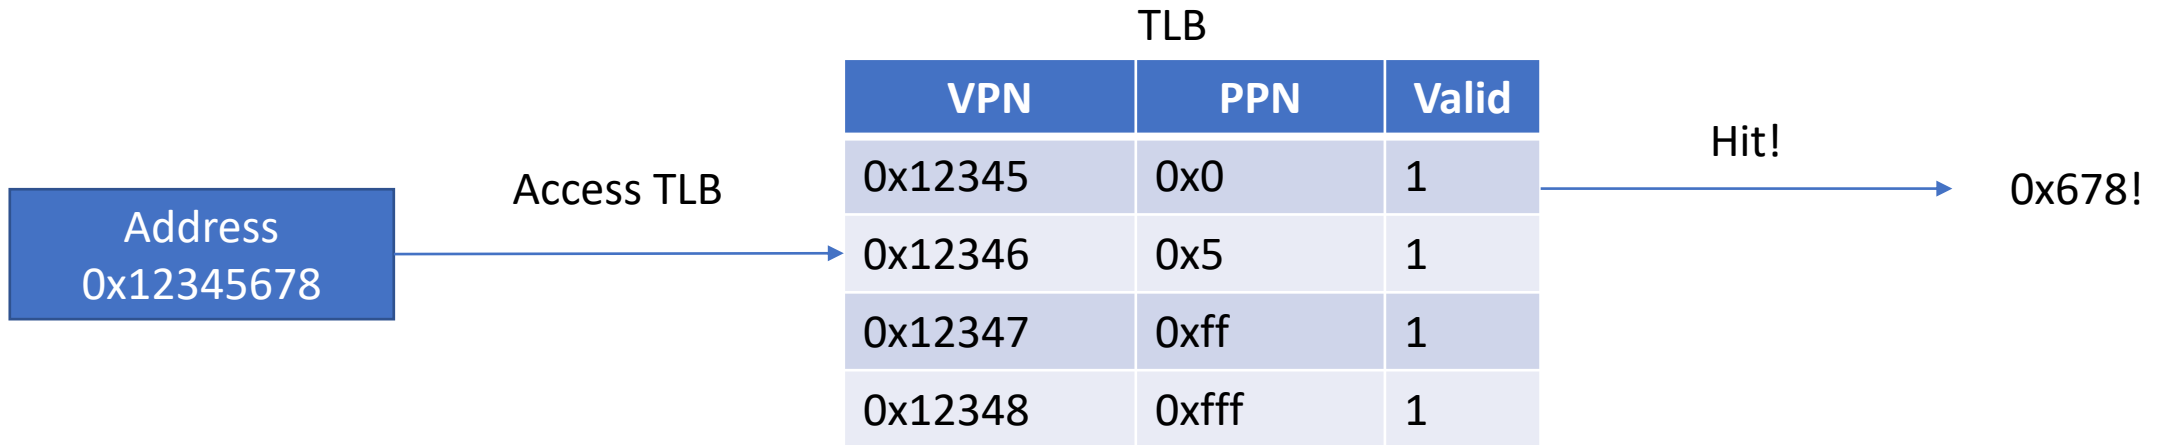 TLB
VPN PPN Valid
0x12345 0x0 1
0x12346 0x5 1
0x12347 0xff 1
0x12348 0xfff 1
Address
0x12345678
Access TLB
Hit!
0x678!